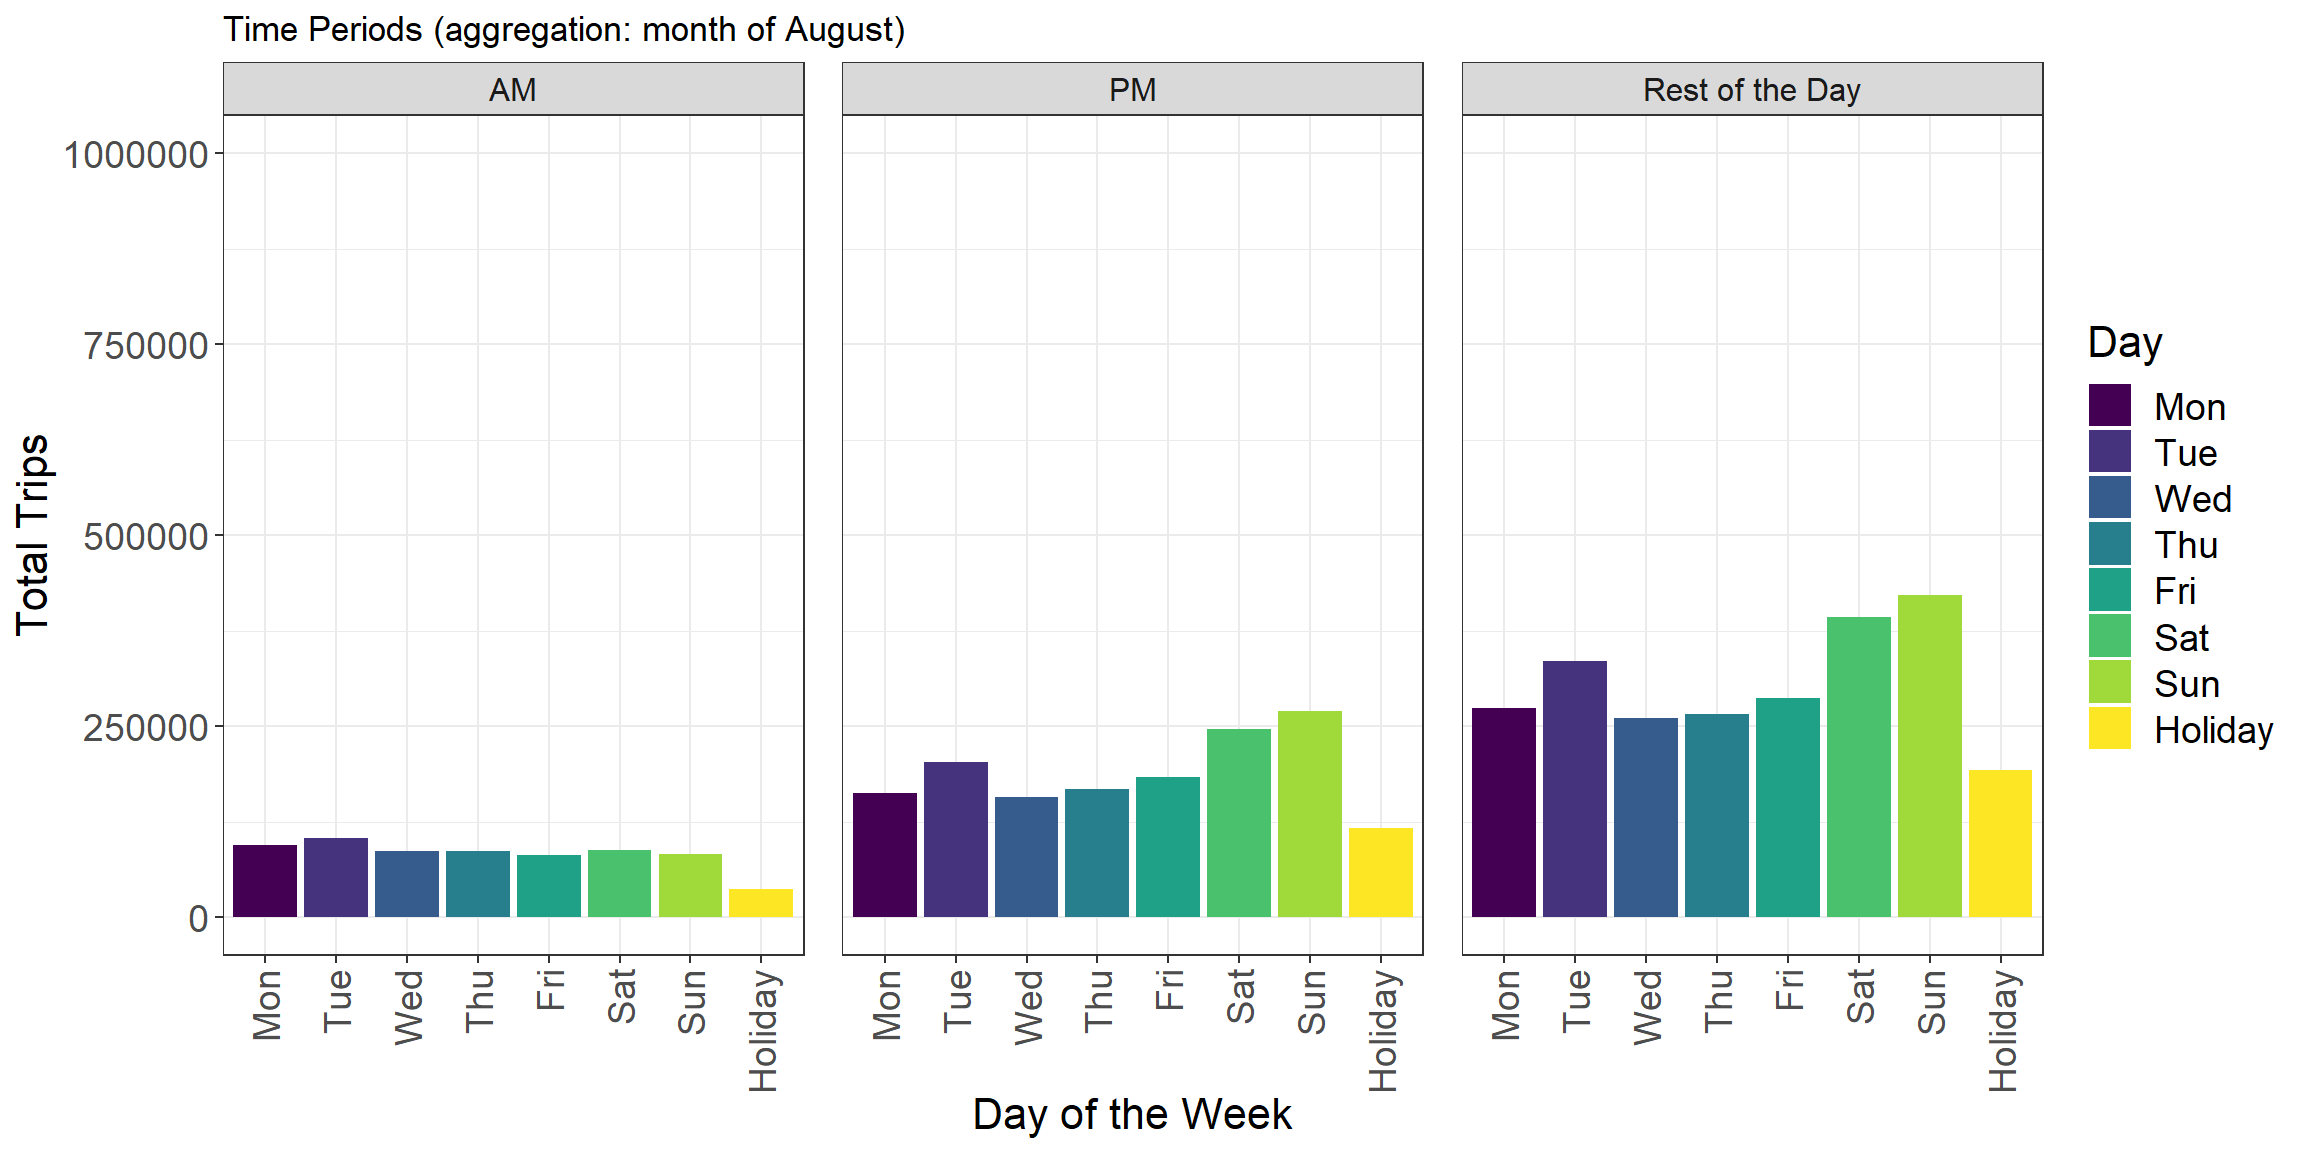 Time Periods (aggregation: month of August)
AM
PM
Rest of the Day
Total Trips
1000000
750000
500000
250000
0
Mon
Tue
Wed
Thu
Fri
Sat
Sun
Holiday
Mon
Tue
Wed
Thu
Fri
Sat
Sun
Holiday
Mon
Tue
Wed
Thu
Fri
Sat
Sun
Holiday
Day of the Week
Day
Mon
Tue
Wed
Thu
Fri
Sat
Sun
Holiday